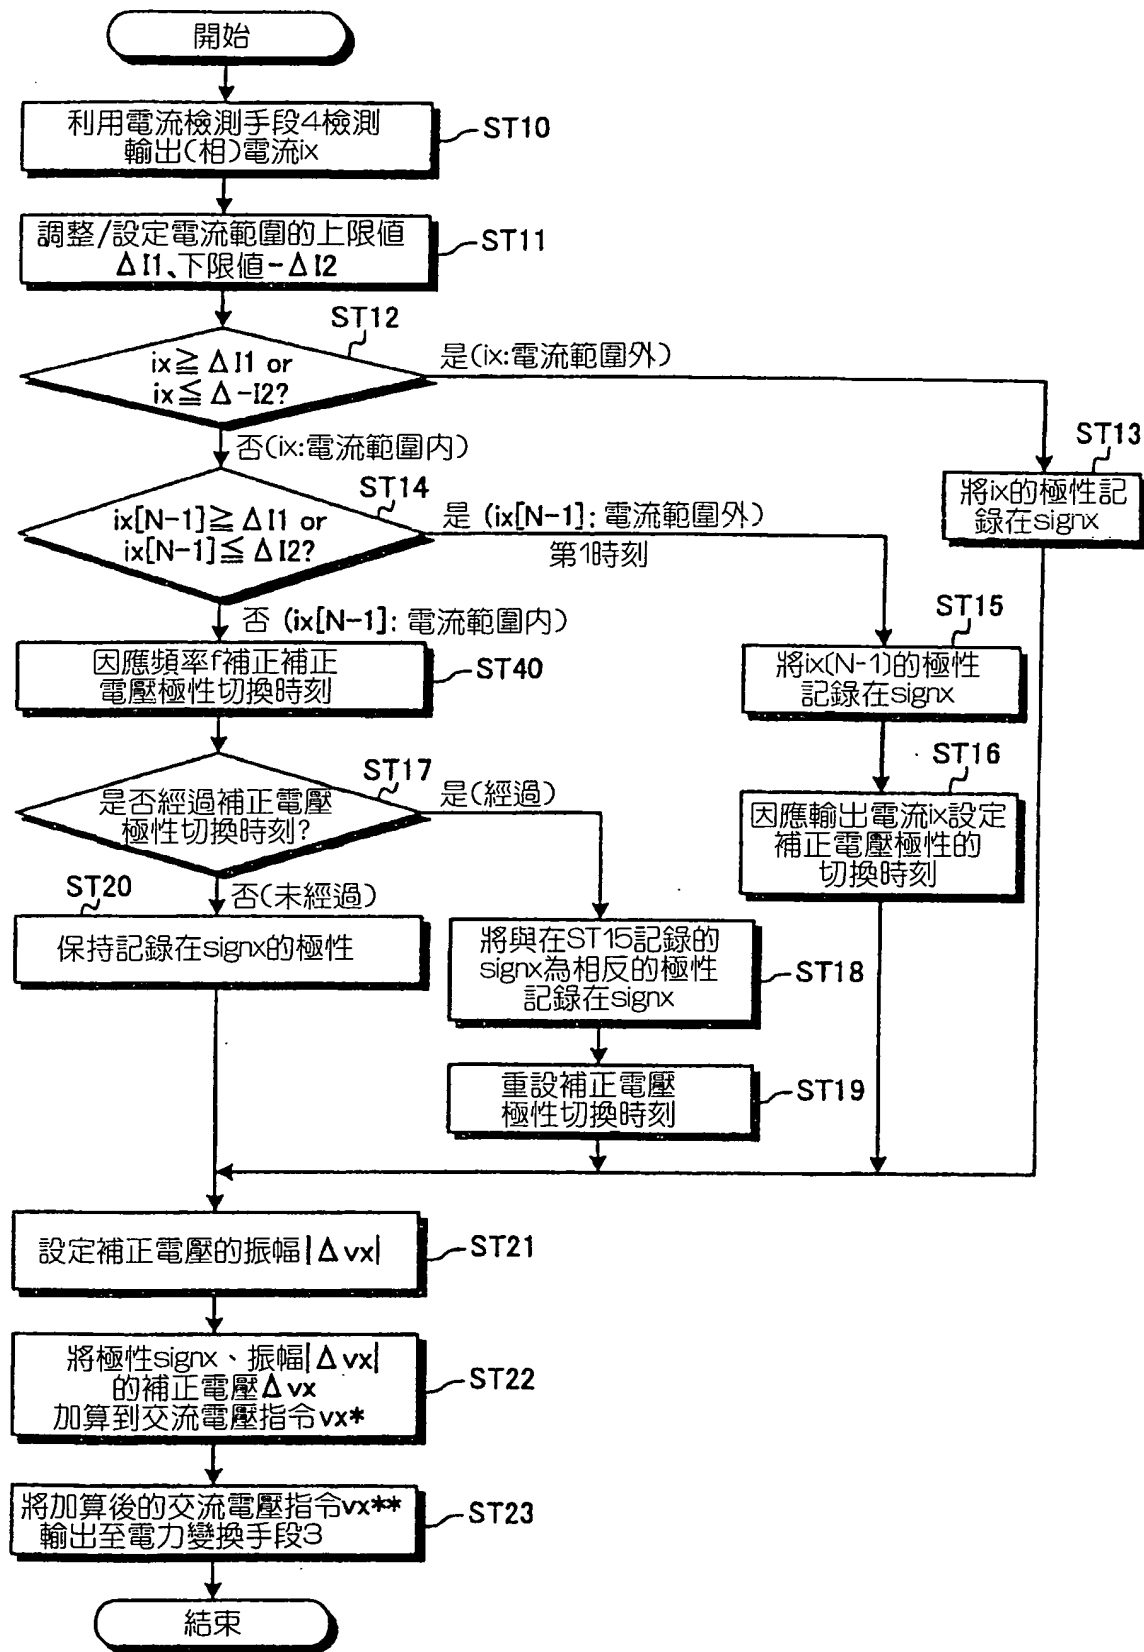 開始
利用電流檢測手段4檢測
輸出(相)電流ix
ST10
調整/設定電流範圍的上限值
ΔI1、下限值-ΔI2
ST11
ST12
ix≧ΔI1 or
ix≦Δ-I2?
是(ix:電流範圍外)
否(ix:電流範圍内)
ST13
將ix的極性記
錄在signx
ST14
ix[N-1]≧ΔI1 or
ix[N-1]≦ΔI2?
是 (ix[N-1]: 電流範圍外)
第1時刻
否 (ix[N-1]: 電流範圍内)
ST15
將ix(N-1)的極性
記錄在signx
因應頻率f補正補正
電壓極性切換時刻
ST40
ST16
因應輸出電流ix設定
補正電壓極性的
切換時刻
ST17
是否經過補正電壓
極性切換時刻?
是(經過)
否(未經過)
ST20
保持記錄在signx的極性
將與在ST15記錄的
signx為相反的極性
記錄在signx
ST18
重設補正電壓
極性切換時刻
ST19
設定補正電壓的振幅|Δvx|
ST21
將極性signx、振幅|Δvx|
的補正電壓Δvx
加算到交流電壓指令vx*
ST22
將加算後的交流電壓指令vx**
輸出至電力變換手段3
ST23
結束